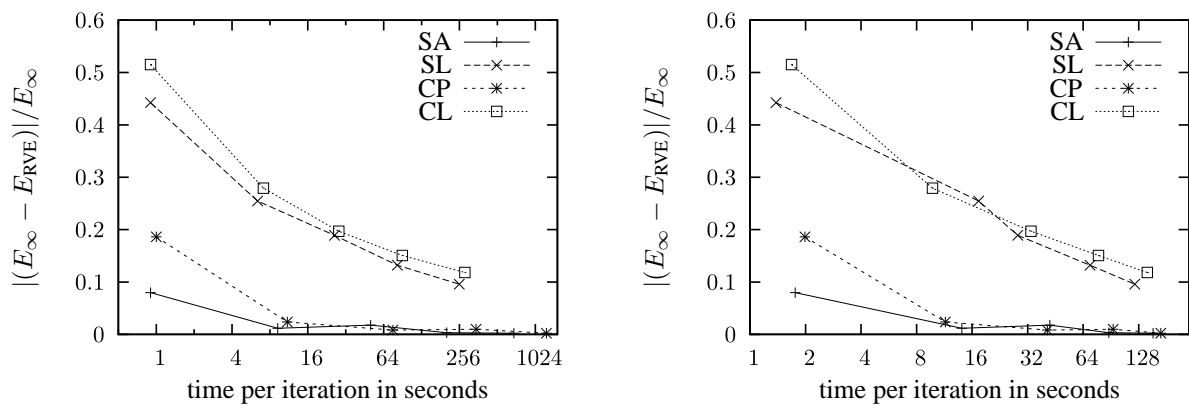 |(E∞ − E_RVE)|/E∞
0.6
0.5
0.4
0.3
0.2
0.1
0
SA
SL
CP
CL
1 4 16 64 256 1024
time per iteration in seconds
|(E∞ − E_RVE)|/E∞
0.6
0.5
0.4
0.3
0.2
0.1
0
SA
SL
CP
CL
1 2 4 8 16 32 64 128
time per iteration in seconds